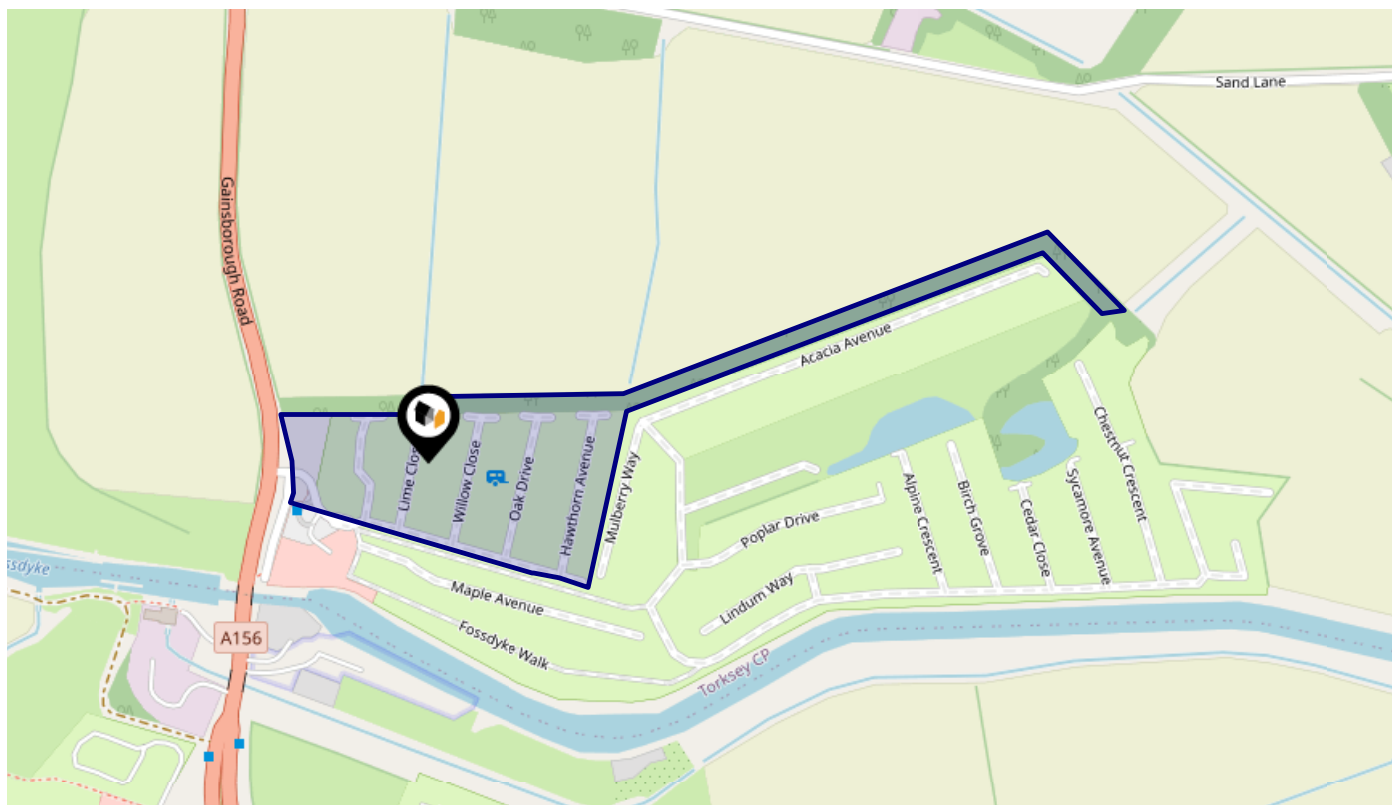 Sand Lane
Gainsborough Road
Acacia Avenue
Lime Clos
Willow Close
Oak Drive
Hawthorn Avenue
Mulberry Way
Chestnut Crescent
Alpine Crescent
Birch Grove
Cedar Close
Sycamore Avenue
Poplar Drive
Lindum Way
Maple Avenue
Fossdyke Walk
ssdyke
A156
Torksey CP